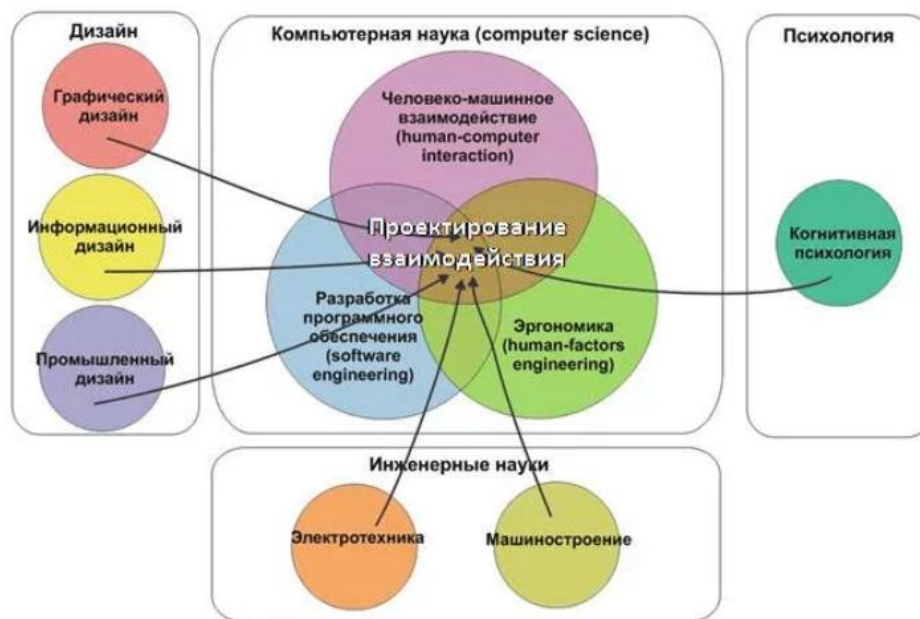 Дизайн
Графический
дизайн
Информационный
дизайн
Промышленный
дизайн
Компьютерная наука (computer science)
Человеко-машинное
взаимодействие
(human-computer
interaction)
Проектирование
взаимодействия
Разработка
программного
обеспечения
(software
engineering)
Эргономика
(human-factors
engineering)
Психология
Когнитивная
психология
Инженерные науки
Электротехника
Машиностроение